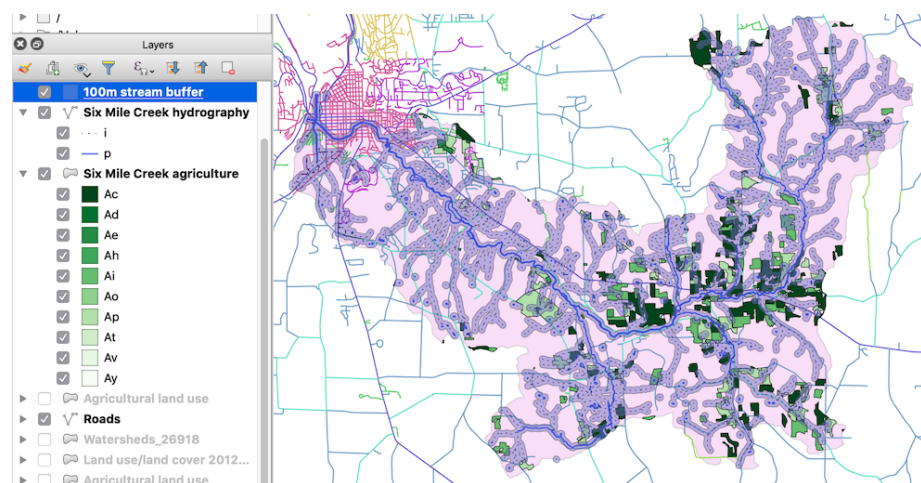 /
Layers
100m stream buffer
Six Mile Creek hydrography
i
p
Six Mile Creek agriculture
Ac
Ad
Ae
Ah
Ai
Ao
Ap
At
Av
Ay
Agricultural land use
Roads
Watersheds_26918
Land use/land cover 2012...
Agricultural land use